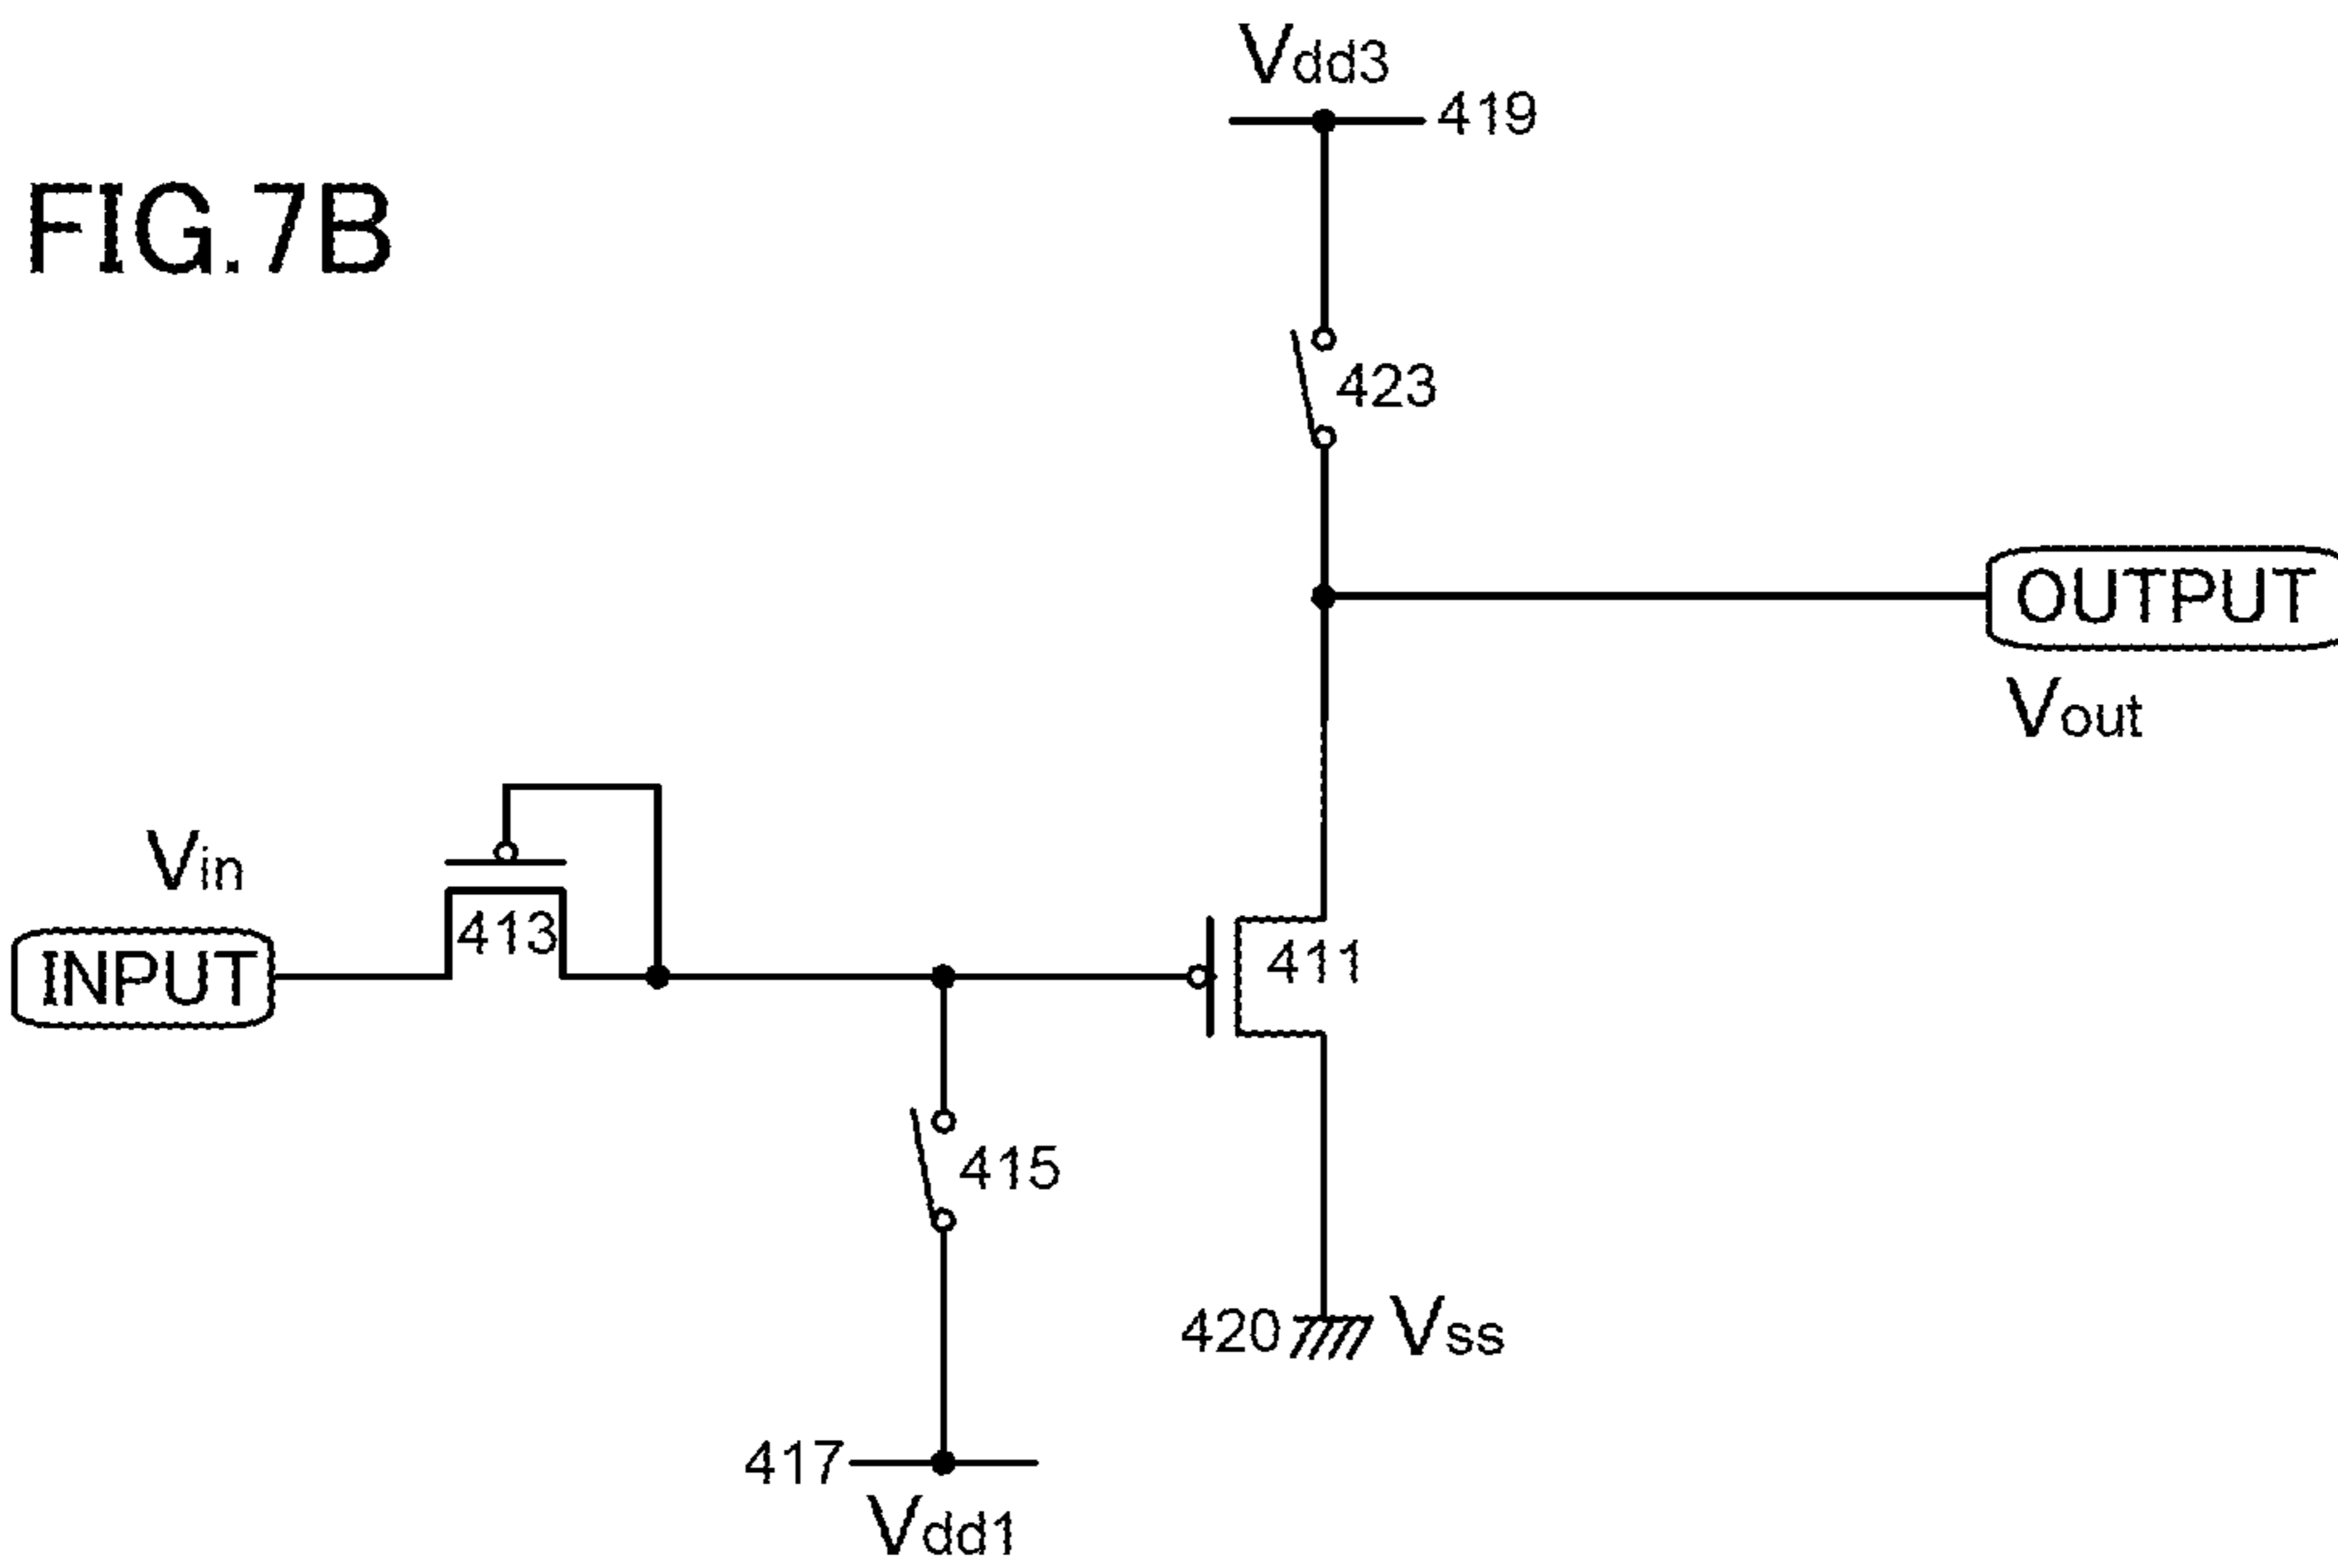 Vdd3
419
FIG.7B
423
OUTPUT
Vout
Vin
413
INPUT
411
415
420
Vss
417
Vdd1